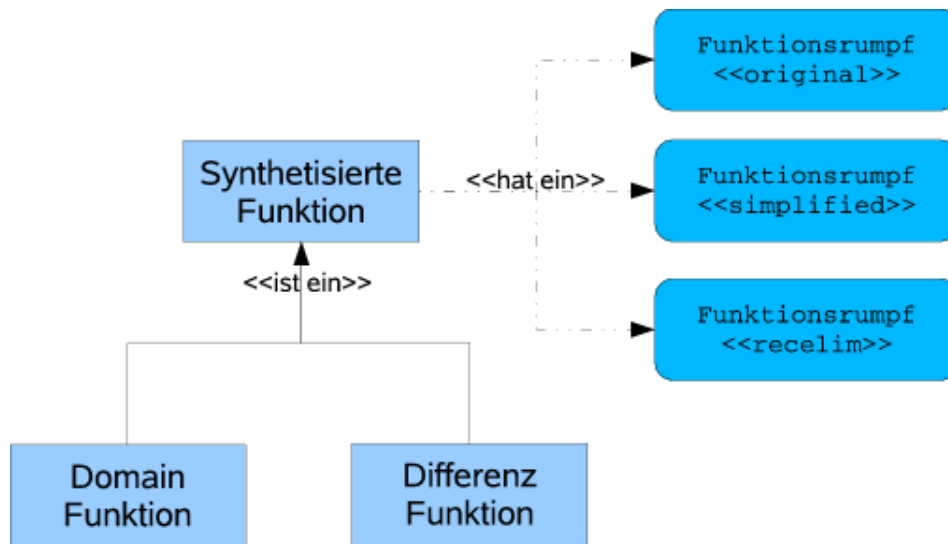 Funktionsrumpf
<<original>>
Synthetisierte
Funktion
<<hat ein>>
Funktionsrumpf
<<simplified>>
<<ist ein>>
Funktionsrumpf
<<recelim>>
Domain
Funktion
Differenz
Funktion